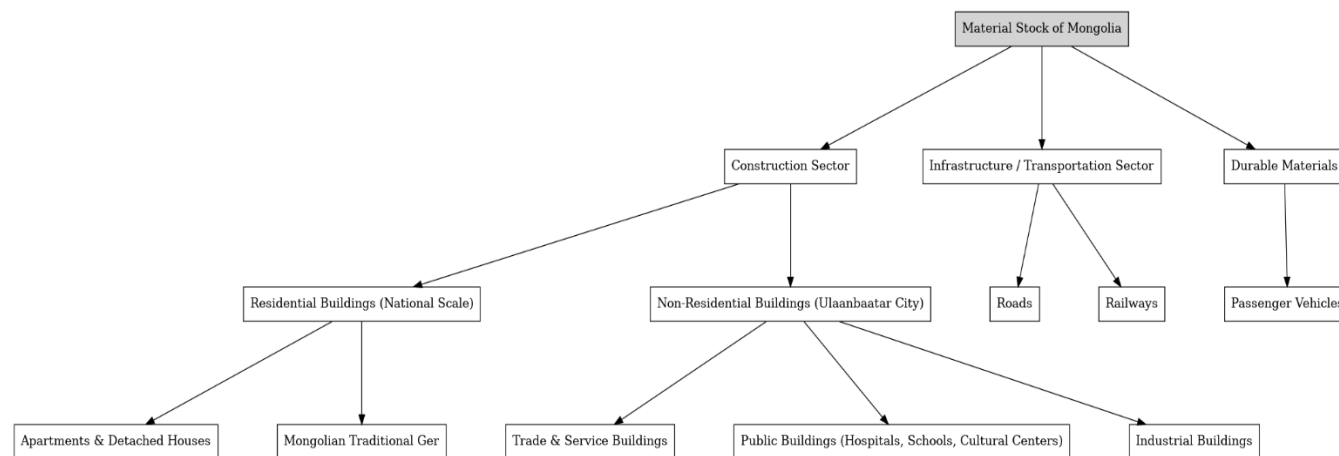 Material Stock of Mongolia
Construction Sector
Infrastructure / Transportation Sector
Durable Materials
Residential Buildings (National Scale)
Non-Residential Buildings (Ulaanbaatar City)
Roads
Railways
Passenger Vehicles
Apartments & Detached Houses
Mongolian Traditional Ger
Trade & Service Buildings
Public Buildings (Hospitals, Schools, Cultural Centers)
Industrial Buildings